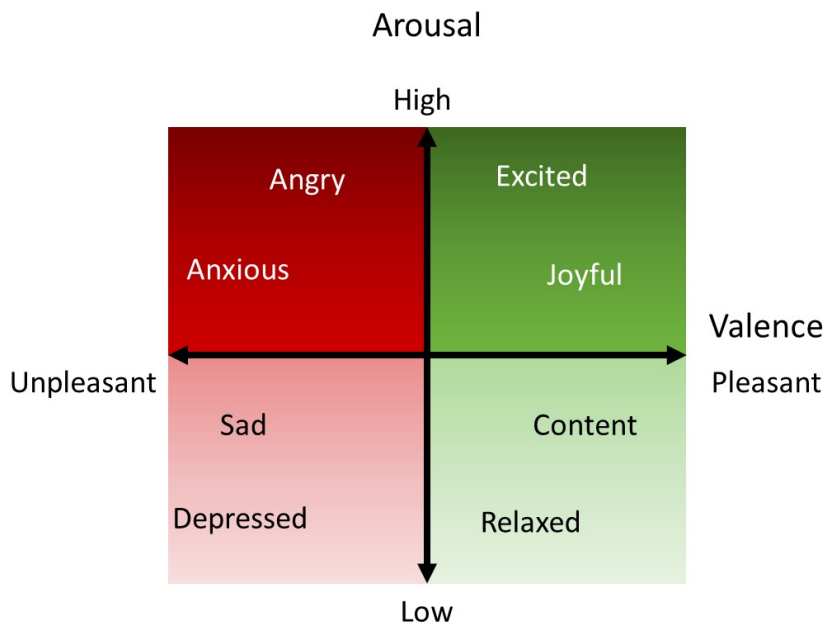 Arousal
High
Angry
Excited
Anxious
Joyful
Valence
Unpleasant
Pleasant
Sad
Content
Depressed
Relaxed
Low